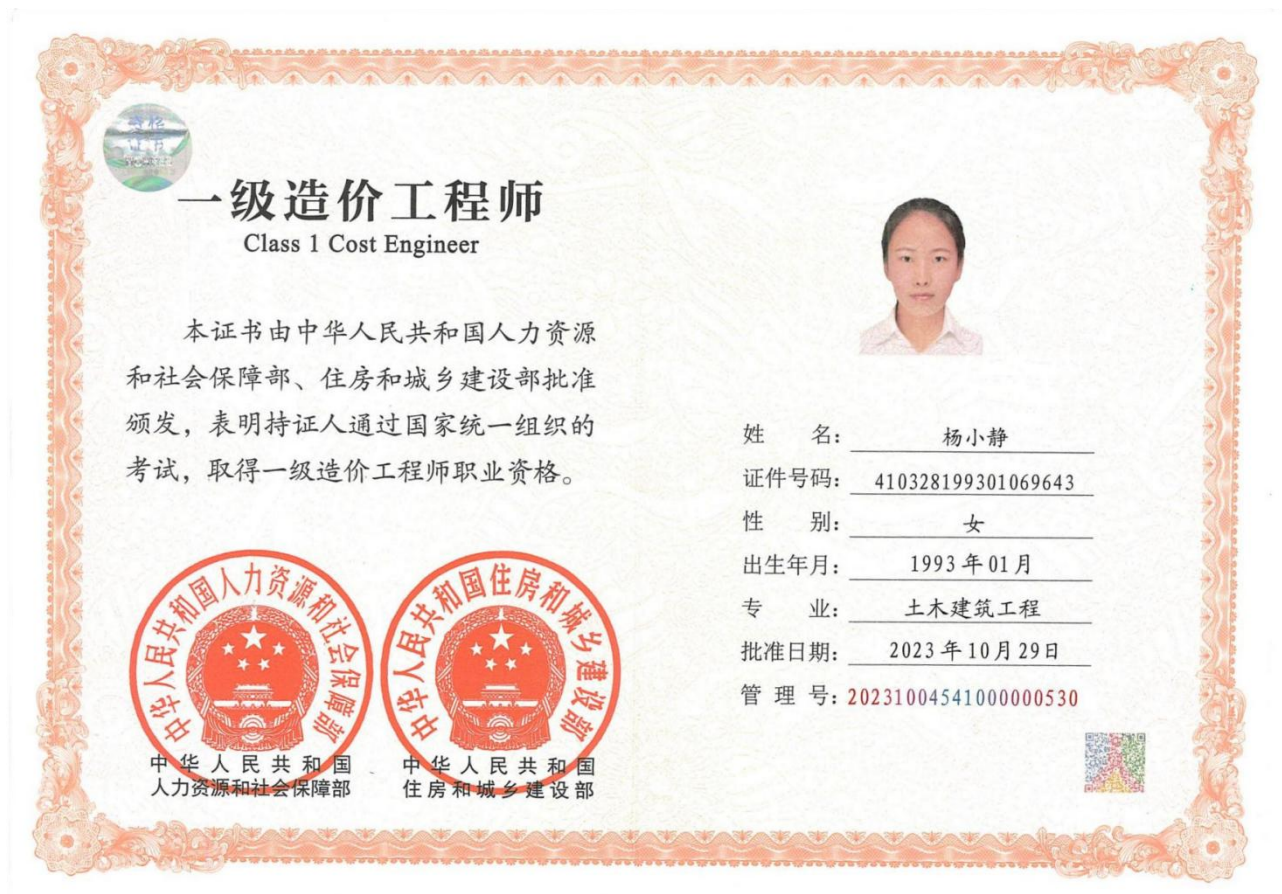 一级造价工程师
Class 1 Cost Engineer
本证书由中华人民共和国人力资源
和社会保障部、住房和城乡建设部批准
颁发，表明持证人通过国家统一组织的
考试，取得一级造价工程师职业资格。
中华人民共和国人力资源和社会保障部
中华人民共和国
人力资源和社会保障部
中华人民共和国住房和城乡建设部
中华人民共和国
住房和城乡建设部
姓名：杨小静
证件号码：410328199301069643
性别：女
出生年月：1993年01月
专业：土木建筑工程
批准日期：2023年10月29日
管理号：20231004541000000530